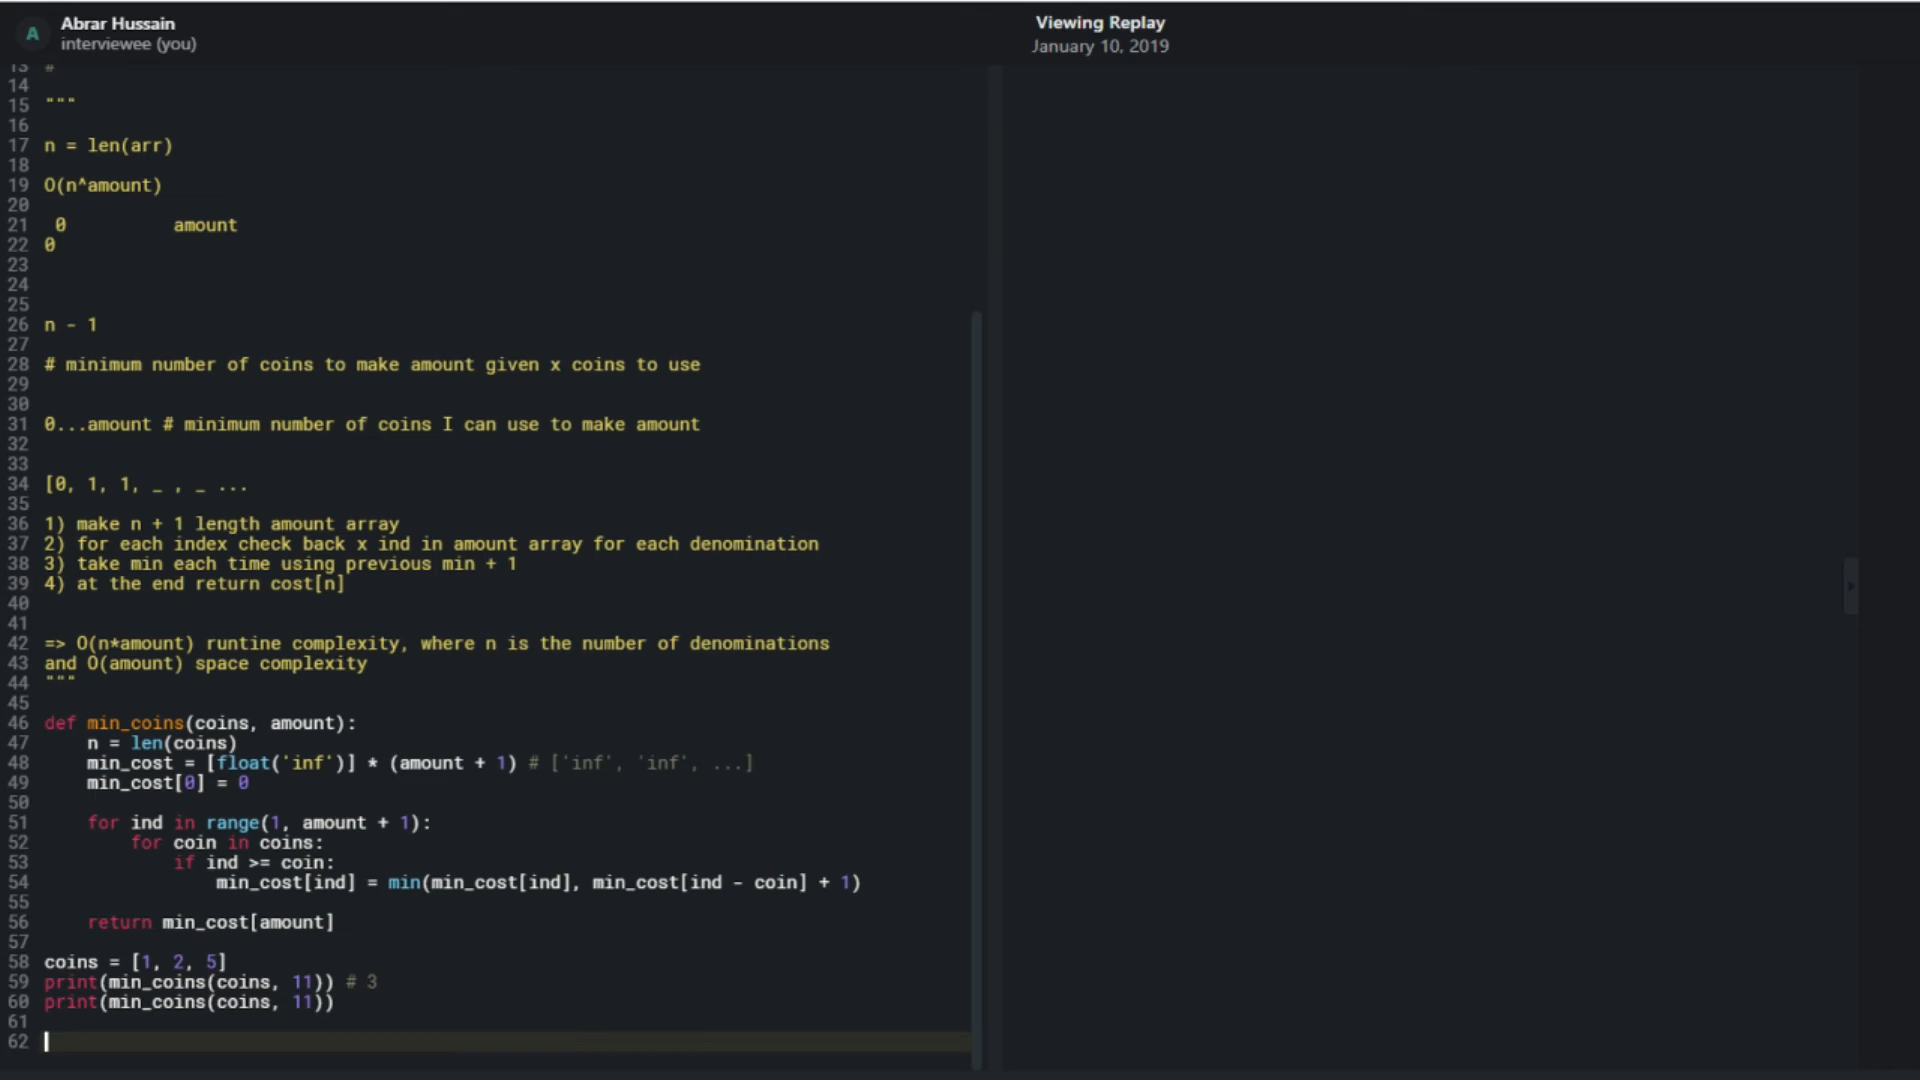 A
Abrar Hussain
interviewee (you)
Viewing Replay
January 10, 2019
13 #
14
15 """
16
17 n = len(arr)
18
19 O(n^amount)
20
21 0 amount
22 0
23
24
25
26 n - 1
27
28 # minimum number of coins to make amount given x coins to use
29
30
31 0...amount # minimum number of coins I can use to make amount
32
33
34 [0, 1, 1, _ , _ ...
35
36 1) make n + 1 length amount array
37 2) for each index check back x ind in amount array for each denomination
38 3) take min each time using previous min + 1
39 4) at the end return cost[n]
40
41
42 => O(n*amount) runtine complexity, where n is the number of denominations
43 and O(amount) space complexity
44 """
45
46 def min_coins(coins, amount):
47     n = len(coins)
48     min_cost = [float('inf')] * (amount + 1) # ['inf', 'inf', ...]
49     min_cost[0] = 0
50
51     for ind in range(1, amount + 1):
52         for coin in coins:
53             if ind >= coin:
54                 min_cost[ind] = min(min_cost[ind], min_cost[ind - coin] + 1)
55
56     return min_cost[amount]
57
58 coins = [1, 2, 5]
59 print(min_coins(coins, 11)) # 3
60 print(min_coins(coins, 11))
61
62